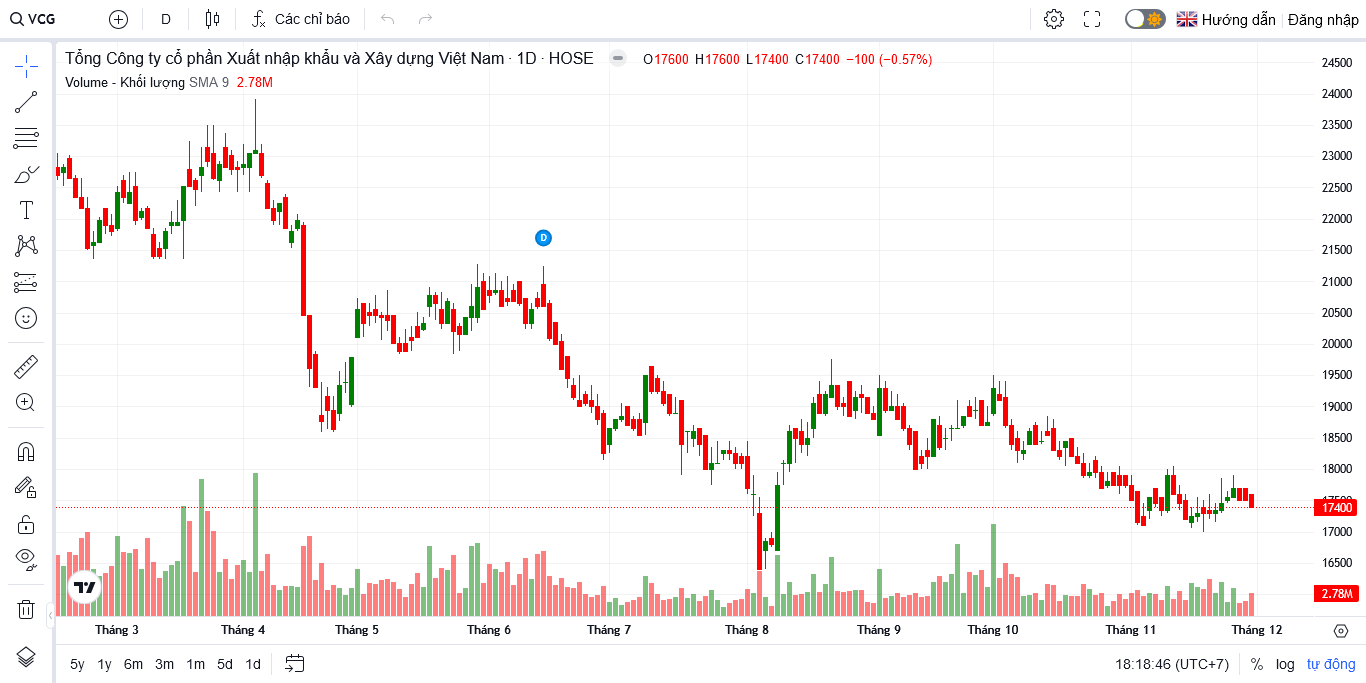 VCG D Các chỉ báo Hướng dẫn Đăng nhập
Tổng Công ty cổ phần Xuất nhập khẩu và Xây dựng Việt Nam · 1D · HOSE O17600 H17600 L17400 C17400 −100 (−0.57%)
Volume - Khối lượng SMA 9 2.78M
D
24500
24000
23500
23000
22500
22000
21500
21000
20500
20000
19500
19000
18500
18000
17500
17400
17000
16500
2.78M
Tháng 3 Tháng 4 Tháng 5 Tháng 6 Tháng 7 Tháng 8 Tháng 9 Tháng 10 Tháng 11 Tháng 12
5y 1y 6m 3m 1m 5d 1d 18:18:46 (UTC+7) % log tự động